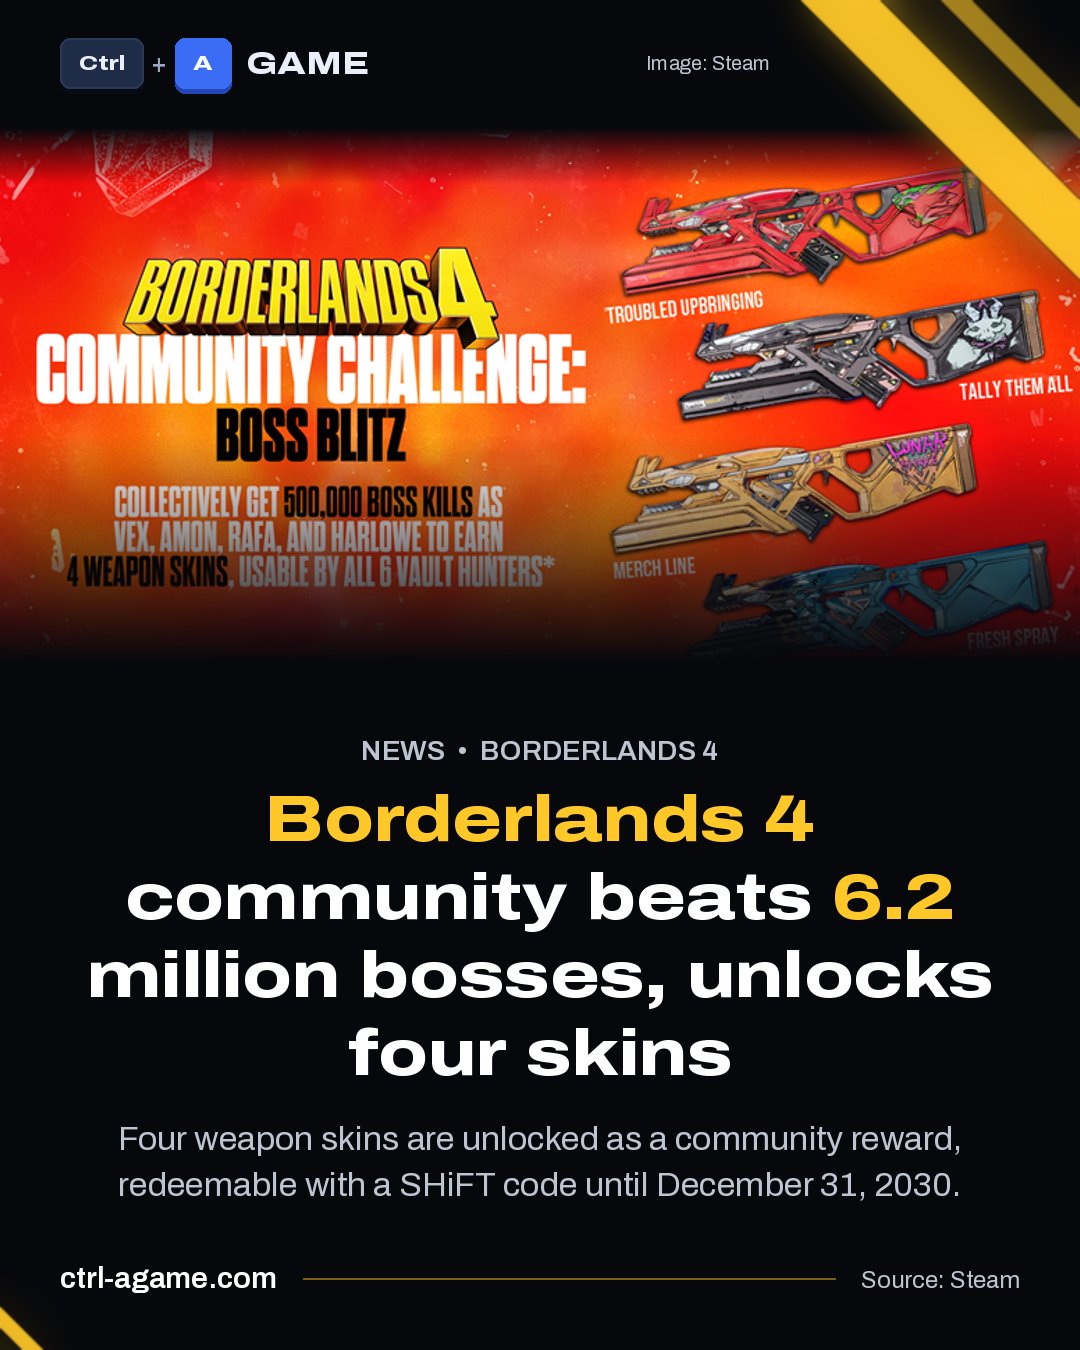 Ctrl + A GAME
Image: Steam
BORDERLANDS 4
COMMUNITY CHALLENGE:
BOSS BLITZ
COLLECTIVELY GET 500,000 BOSS KILLS AS
VEX, AMON, RAFA, AND HARLOWE TO EARN
4 WEAPON SKINS, USABLE BY ALL 6 VAULT HUNTERS*
TROUBLED UPBRINGING
TALLY THEM ALL
MERCH LINE
FRESH SPRAY
NEWS • BORDERLANDS 4
Borderlands 4
community beats 6.2
million bosses, unlocks
four skins
Four weapon skins are unlocked as a community reward,
redeemable with a SHiFT code until December 31, 2030.
ctrl-agame.com
Source: Steam